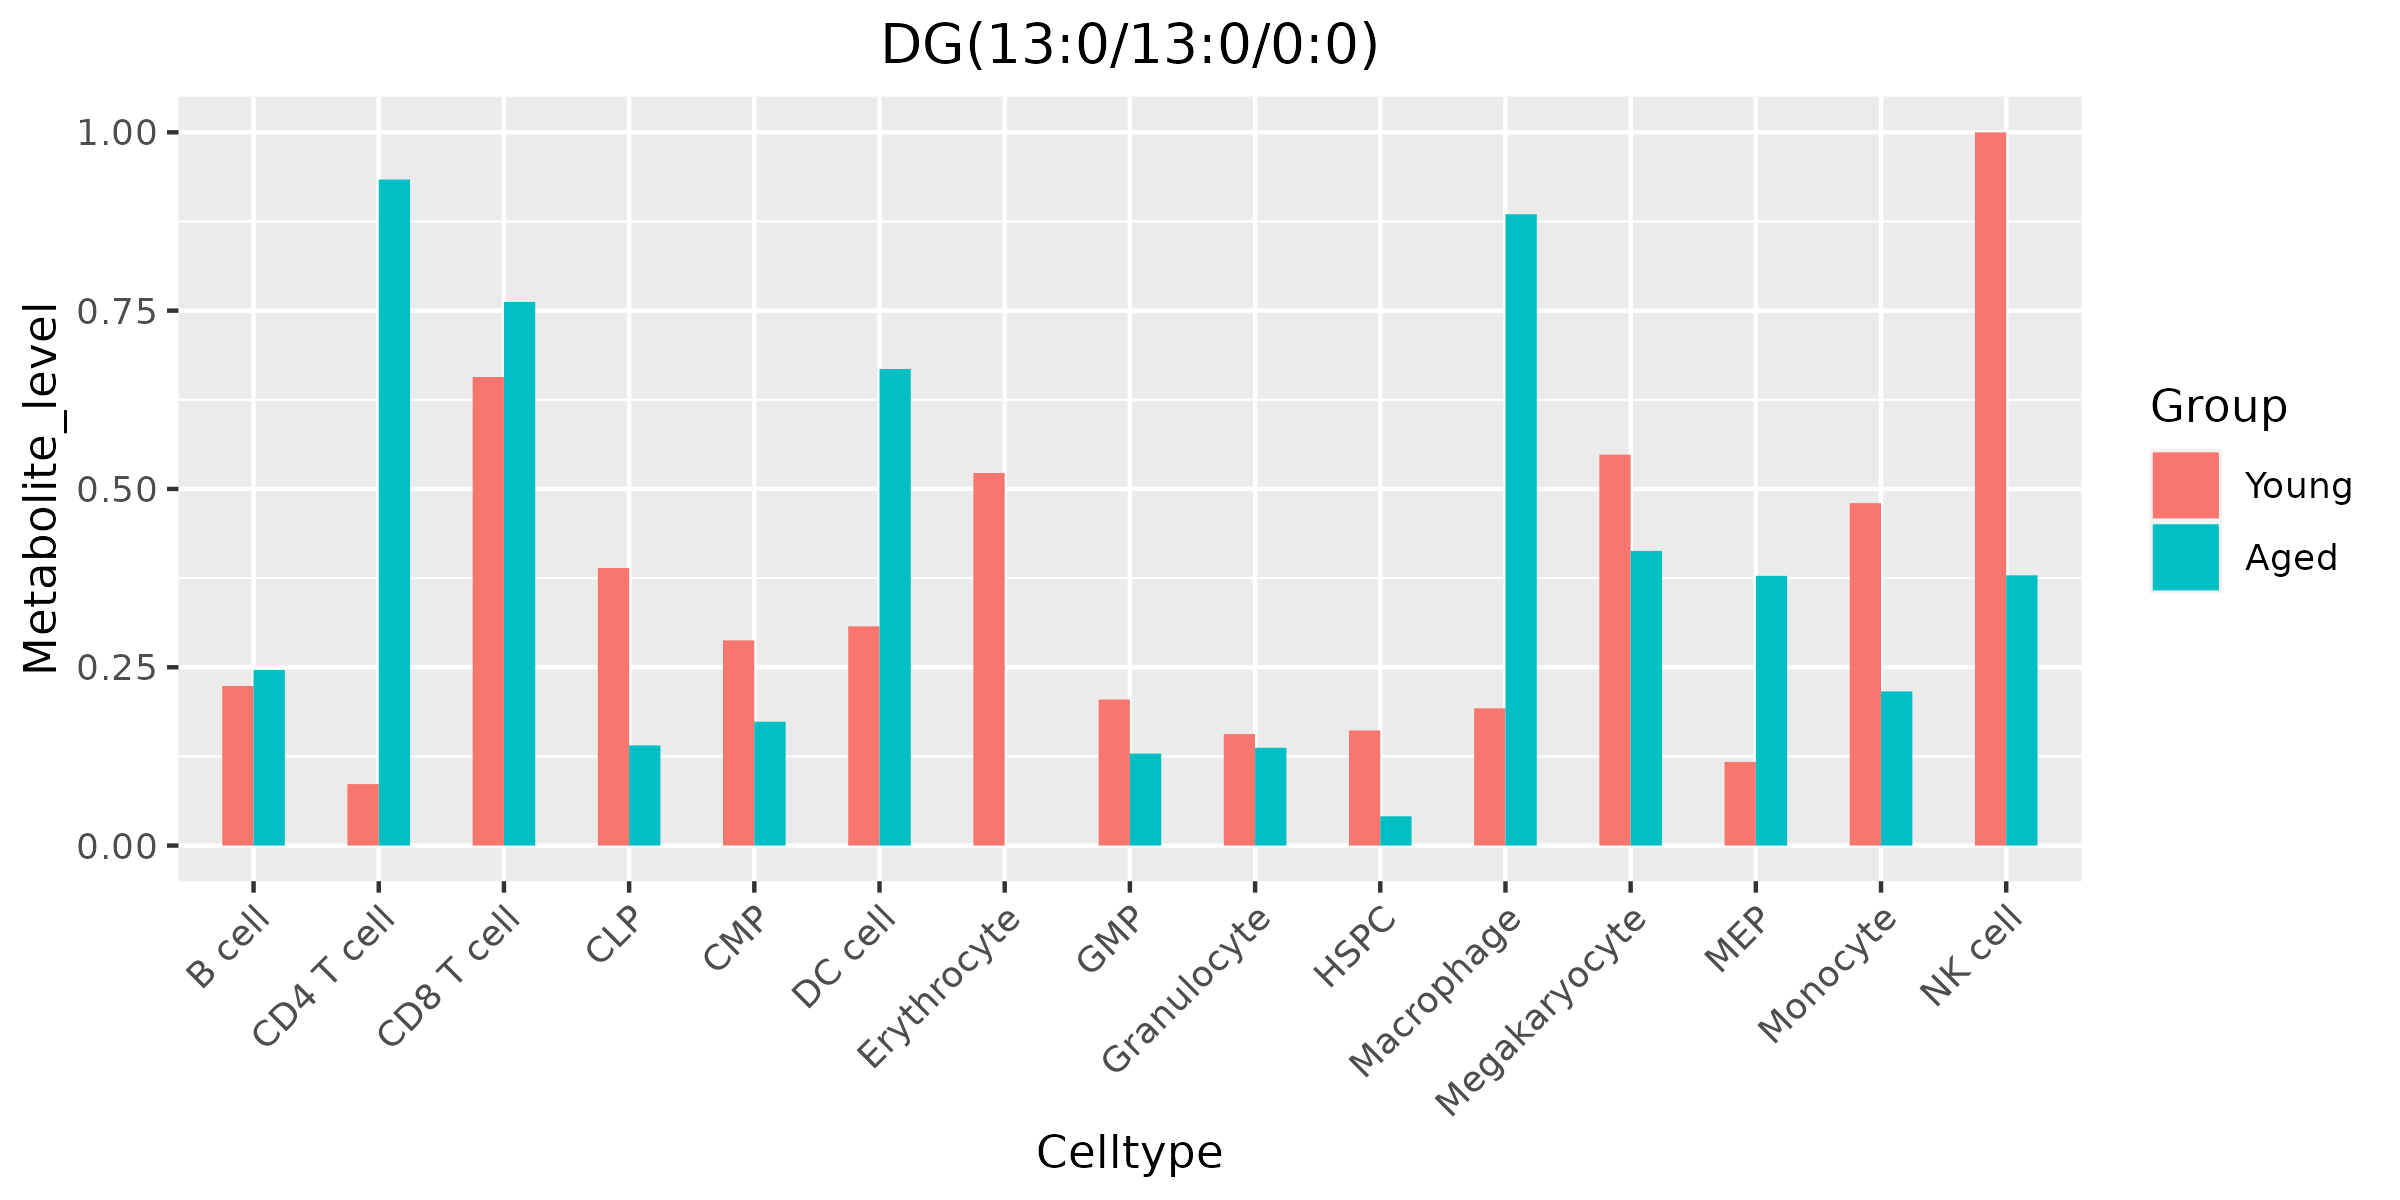 DG(13:0/13:0/0:0)
Metabolite_level
1.00
0.75
0.50
0.25
0.00
B cell
CD4 T cell
CD8 T cell
CLP
CMP
DC cell
Erythrocyte
GMP
Granulocyte
HSPC
Macrophage
Megakaryocyte
MEP
Monocyte
NK cell
Celltype
Group
Young
Aged